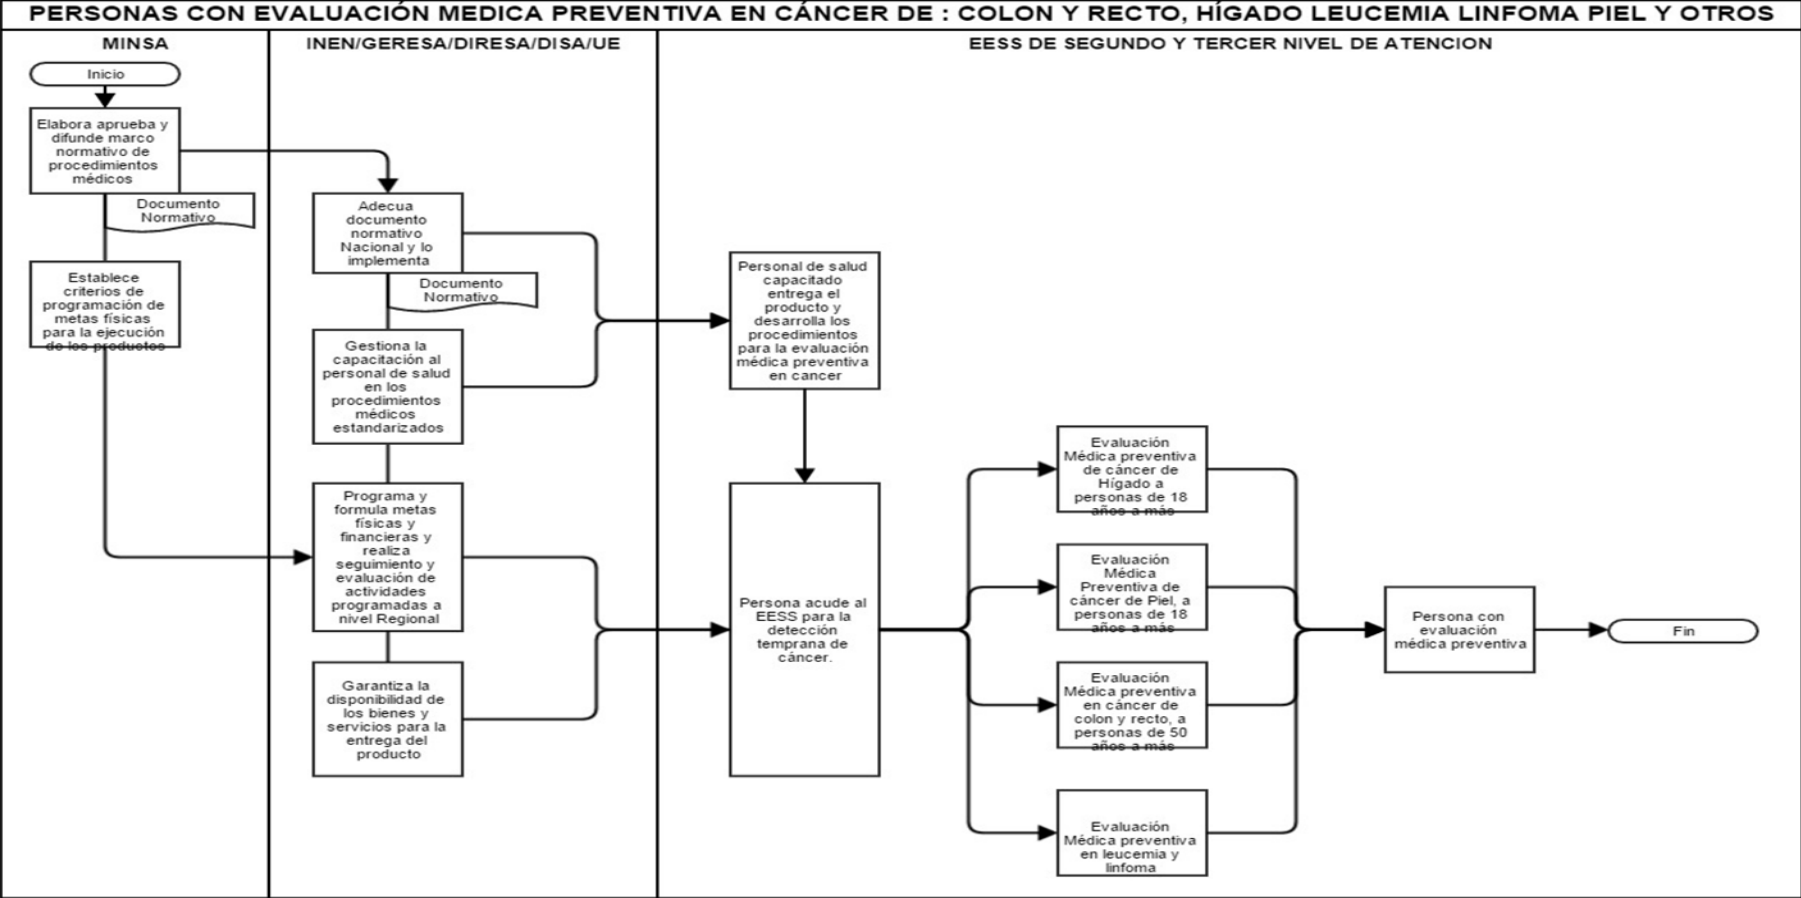 PERSONAS CON EVALUACIÓN MEDICA PREVENTIVA EN CÁNCER DE : COLON Y RECTO, HÍGADO LEUCEMIA LINFOMA PIEL Y OTROS
MINSA
Inicio
Elabora aprueba y
difunde marco
normativo de
procedimientos
médicos
Documento
Normativo
Establece
criterios de
programación de
metas físicas
para la ejecución
de los productos
INEN/GERESA/DIRESA/DISA/UE
Adecua
documento
normativo
Nacional y lo
implementa
Documento
Normativo
Gestiona la
capacitación al
personal de salud
en los
procedimientos
médicos
estandarizados
Programa y
formula metas
físicas y
financieras y
realiza
seguimiento y
evaluación de
actividades
programadas a
nivel Regional
Garantiza la
disponibilidad de
los bienes y
servicios para la
entrega del
producto
EESS DE SEGUNDO Y TERCER NIVEL DE ATENCION
Personal de salud
capacitado
entrega el
producto y
desarrolla los
procedimientos
para la evaluación
médica preventiva
en cancer
Persona acude al
EESS para la
detección
temprana de
cáncer.
Evaluación
Médica preventiva
de cáncer de
Hígado a
personas de 18
años a más
Evaluación
Médica
Preventiva de
cáncer de Piel, a
personas de 18
años a más
Evaluación
Médica preventiva
en cáncer de
colon y recto, a
personas de 50
años a más
Evaluación
Médica preventiva
en leucemia y
linfoma
Persona con
evaluación
médica preventiva
Fin